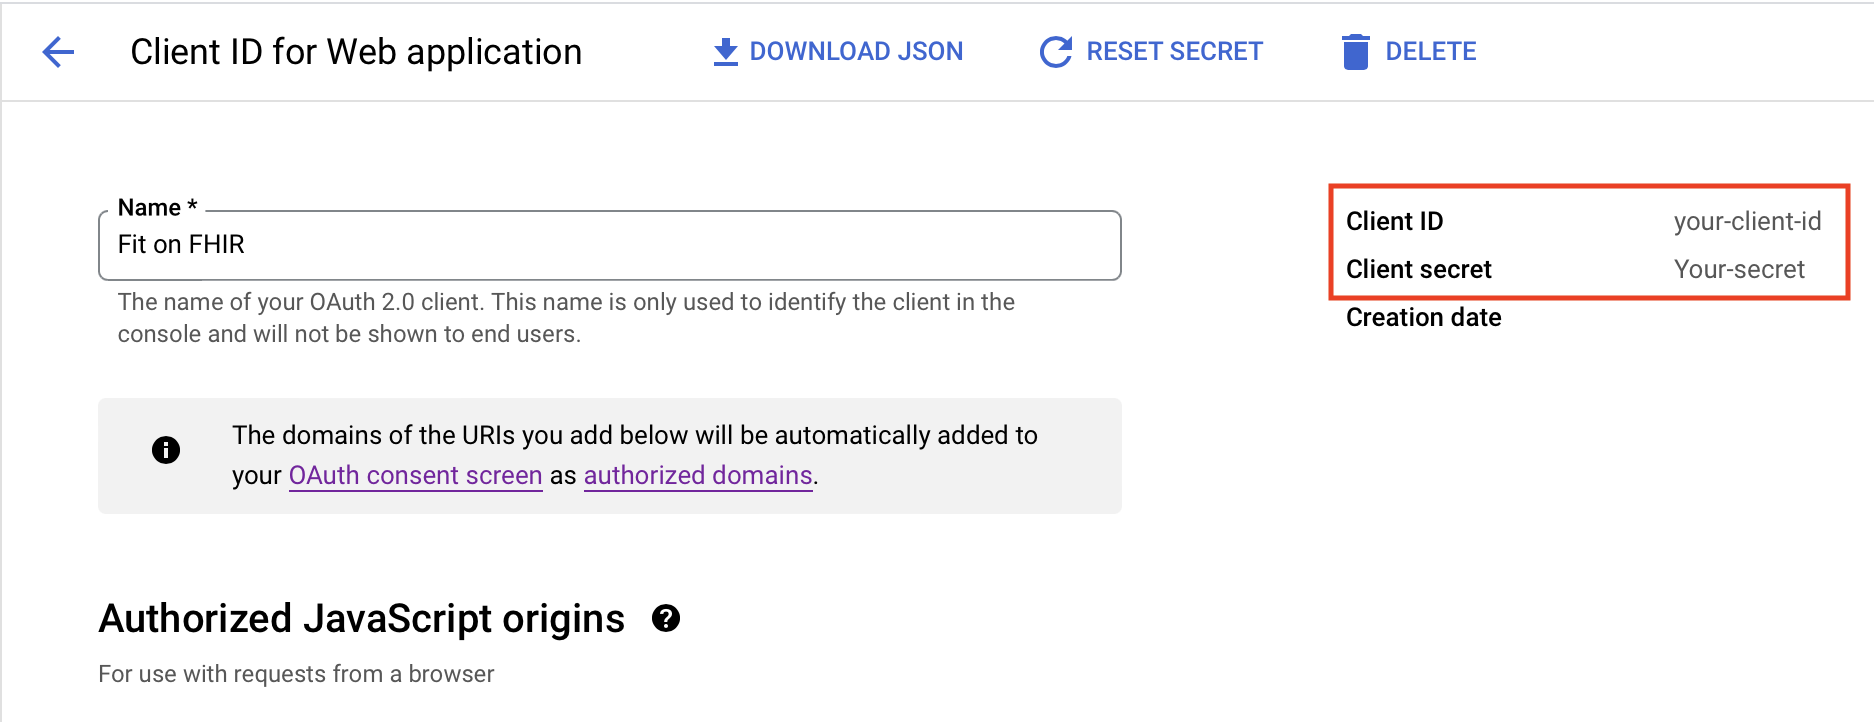 Client ID for Web application
DOWNLOAD JSON
RESET SECRET
DELETE
Name *
Fit on FHIR
The name of your OAuth 2.0 client. This name is only used to identify the client in the
console and will not be shown to end users.
Client ID your-client-id
Client secret Your-secret
Creation date
The domains of the URIs you add below will be automatically added to
your OAuth consent screen as authorized domains.
Authorized JavaScript origins
For use with requests from a browser